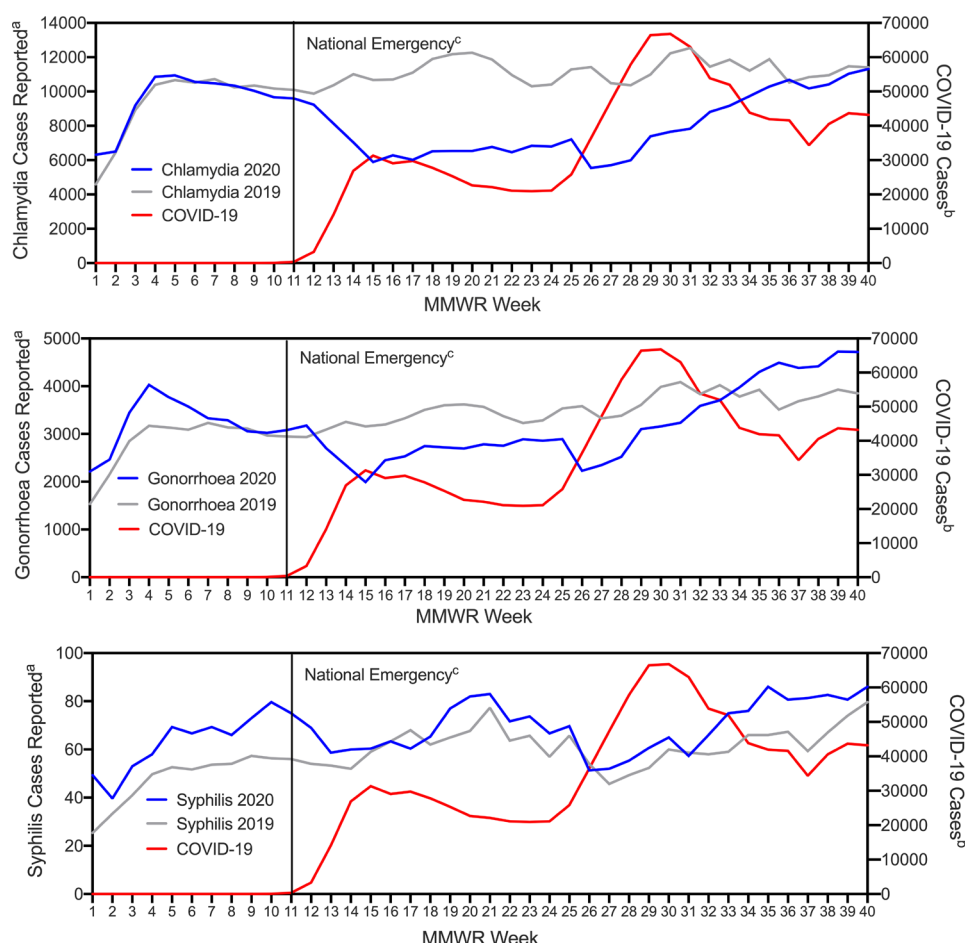 14000
12000
10000
8000
6000
4000
2000
0
Chlamydia Cases Reportedᵃ
National Emergencyᶜ
Chlamydia 2020
Chlamydia 2019
COVID-19
70000
60000
50000
40000
30000
20000
10000
0
COVID-19 Casesᵇ
1 2 3 4 5 6 7 8 9 10 11 12 13 14 15 16 17 18 19 20 21 22 23 24 25 26 27 28 29 30 31 32 33 34 35 36 37 38 39 40
MMWR Week
5000
4000
3000
2000
1000
0
Gonorrhoea Cases Reportedᵃ
National Emergencyᶜ
Gonorrhoea 2020
Gonorrhoea 2019
COVID-19
70000
60000
50000
40000
30000
20000
10000
0
COVID-19 Casesᵇ
1 2 3 4 5 6 7 8 9 10 11 12 13 14 15 16 17 18 19 20 21 22 23 24 25 26 27 28 29 30 31 32 33 34 35 36 37 38 39 40
MMWR Week
100
80
60
40
20
0
Syphilis Cases Reportedᵃ
National Emergencyᶜ
Syphilis 2020
Syphilis 2019
COVID-19
70000
60000
50000
40000
30000
20000
10000
0
COVID-19 Casesᵇ
1 2 3 4 5 6 7 8 9 10 11 12 13 14 15 16 17 18 19 20 21 22 23 24 25 26 27 28 29 30 31 32 33 34 35 36 37 38 39 40
MMWR Week